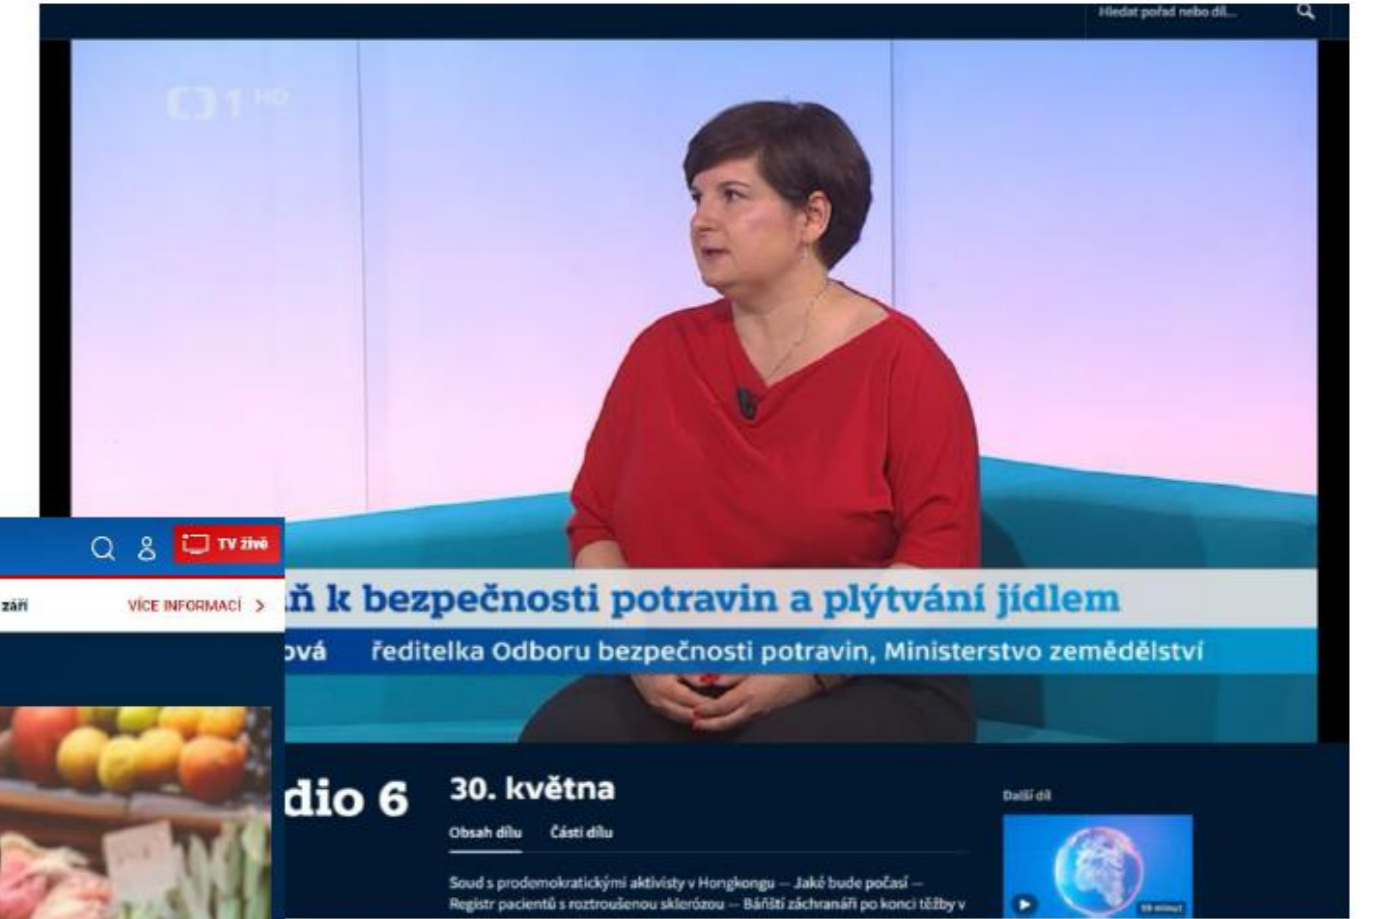 Hledat pořad nebo díl...
1 HD
TV živě
září
VÍCE INFORMACÍ
ň k bezpečnosti potravin a plýtvání jídlem
ová ředitelka Odboru bezpečnosti potravin, Ministerstvo zemědělství
dio 6
30. května
Obsah dílu Části dílu
Soud s prodemokratickými aktivisty v Hongkongu — Jaké bude počasí —
Registr pacientů s roztroušenou sklerózou — Báňští záchranáři po konci těžby v
Další díl
minut